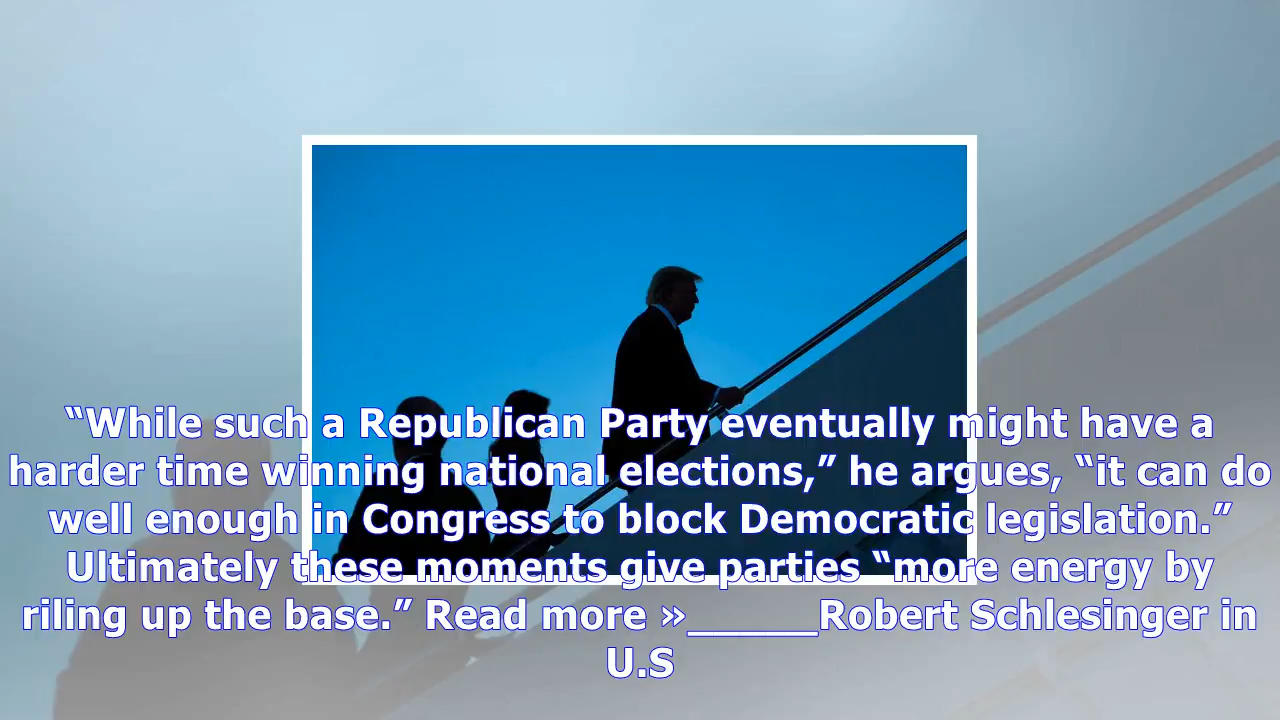 “While such a Republican Party eventually might have a
harder time winning national elections,” he argues, “it can do
well enough in Congress to block Democratic legislation.”
Ultimately these moments give parties “more energy by
riling up the base.” Read more »______Robert Schlesinger in
U.S